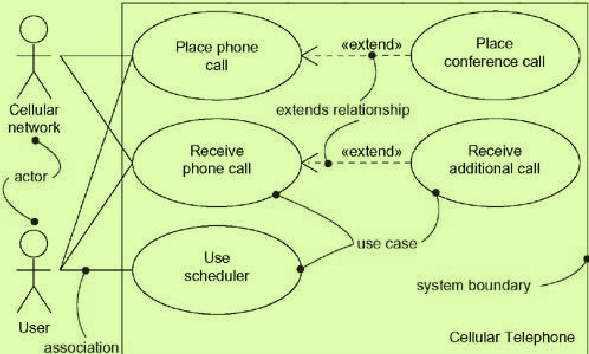 Place phone
call
«extend»
Place
conference call
Cellular
network
extends relationship
actor
Receive
phone call
«extend»
Receive
additional call
use case
Use
scheduler
system boundary
User
association
Cellular Telephone